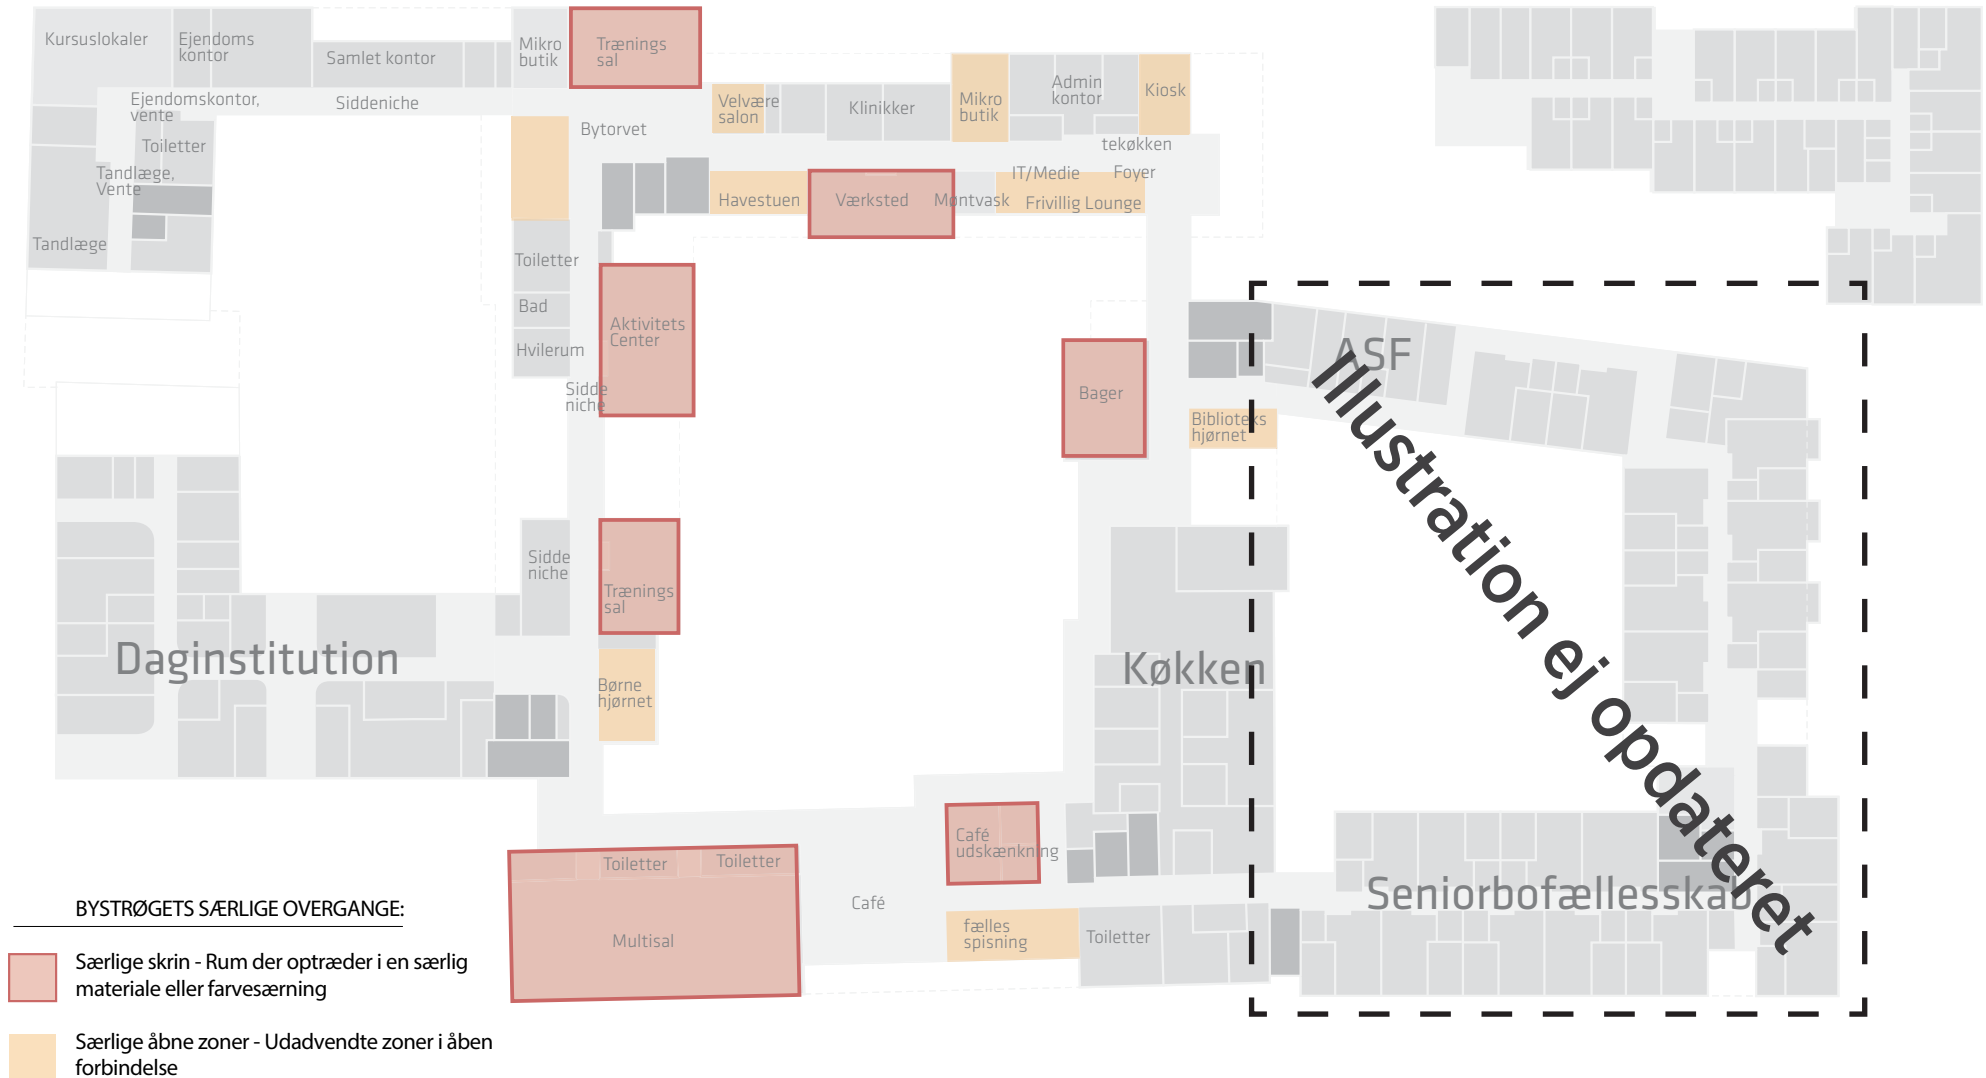 Kursuslokaler
Ejendoms
kontor
Samlet kontor
Mikro
butik
Trænings
sal
Ejendomskontor,
vente
Siddeniche
Toiletter
Tandlæge,
Vente
Tandlæge
Bytorvet
Velvære
salon
Klinikker
Mikro
butik
Admin
kontor
Kiosk
tekøkken
IT/Medie
Foyer
Havestuen
Værksted
Møntvask
Frivillig Lounge
Toiletter
Bad
Hvilerum
Aktivitets
Center
Sidde
niche
Bager
Biblioteks
hjørnet
ASF
Illustration ej opdateret
Sidde
niche
Trænings
sal
Daginstitution
Børne
hjørnet
Køkken
Café
udskænkning
Toiletter
Toiletter
Multisal
Café
fælles
spisning
Toiletter
Seniorbofællesskab
BYSTRØGETS SÆRLIGE OVERGANGE:
Særlige skrin - Rum der optræder i en særlig
materiale eller farvesærning
Særlige åbne zoner - Udadvendte zoner i åben
forbindelse